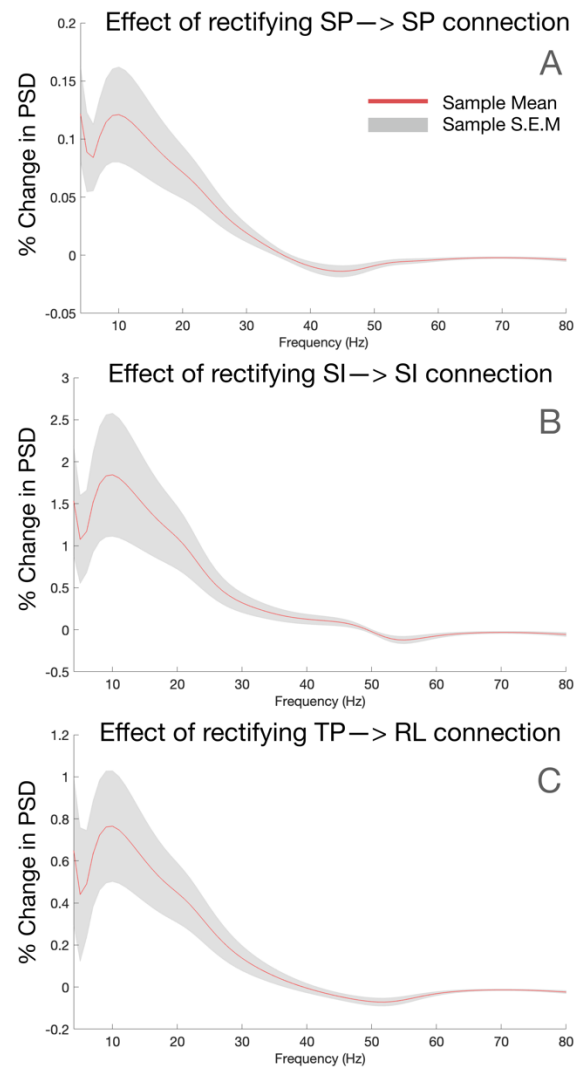 Effect of rectifying SP—> SP connection
A
Sample Mean
Sample S.E.M
% Change in PSD
0.2
0.15
0.1
0.05
0
-0.05
10 20 30 40 50 60 70 80
Frequency (Hz)
Effect of rectifying SI—> SI connection
B
% Change in PSD
3
2.5
2
1.5
1
0.5
0
-0.5
10 20 30 40 50 60 70 80
Frequency (Hz)
Effect of rectifying TP—> RL connection
C
% Change in PSD
1.2
1
0.8
0.6
0.4
0.2
0
-0.2
10 20 30 40 50 60 70 80
Frequency (Hz)